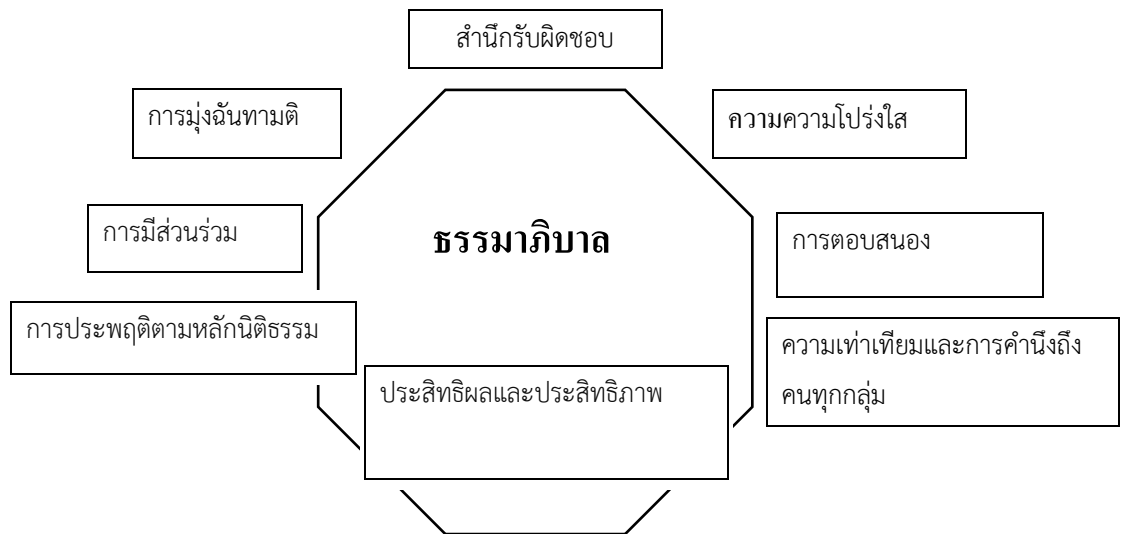 สำนึกรับผิดชอบ
การมุ่งฉันทามติ
ความความโปร่งใส
การมีส่วนร่วม
ธรรมาภิบาล
การตอบสนอง
การประพฤติตามหลักนิติธรรม
ความเท่าเทียมและการคำนึงถึง
คนทุกกลุ่ม
ประสิทธิผลและประสิทธิภาพ